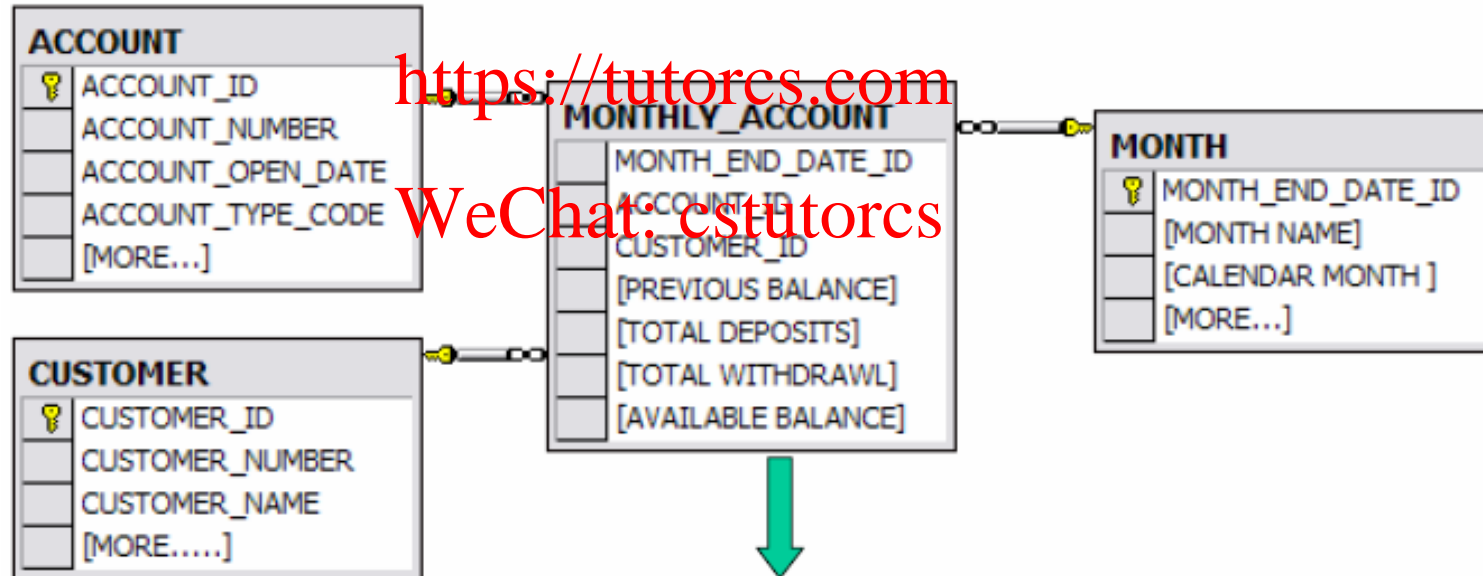 ACCOUNT
ACCOUNT_ID
ACCOUNT_NUMBER
ACCOUNT_OPEN_DATE
ACCOUNT_TYPE_CODE
[MORE...]
https://tutorcs.com
WeChat: cstutorcs
MONTHLY_ACCOUNT
MONTH_END_DATE_ID
ACCOUNT_ID
CUSTOMER_ID
[PREVIOUS BALANCE]
[TOTAL DEPOSITS]
[TOTAL WITHDRAWL]
[AVAILABLE BALANCE]
MONTH
MONTH_END_DATE_ID
[MONTH NAME]
[CALENDAR MONTH ]
[MORE...]
CUSTOMER
CUSTOMER_ID
CUSTOMER_NUMBER
CUSTOMER_NAME
[MORE.....]